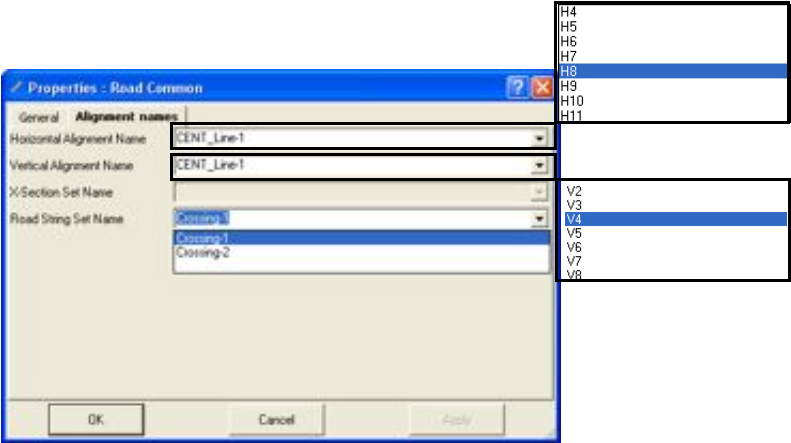 H4
H5
H6
H7
H8
H9
H10
H11
Properties : Road Common
General Alignment names
Horizontal Alignment Name CENT_Line-1
Vertical Alignment Name CENT_Line-1
X-Section Set Name
Road String Set Name Crossing-1
Crossing-1
Crossing-2
V2
V3
V4
V5
V6
V7
V8
OK Cancel Apply